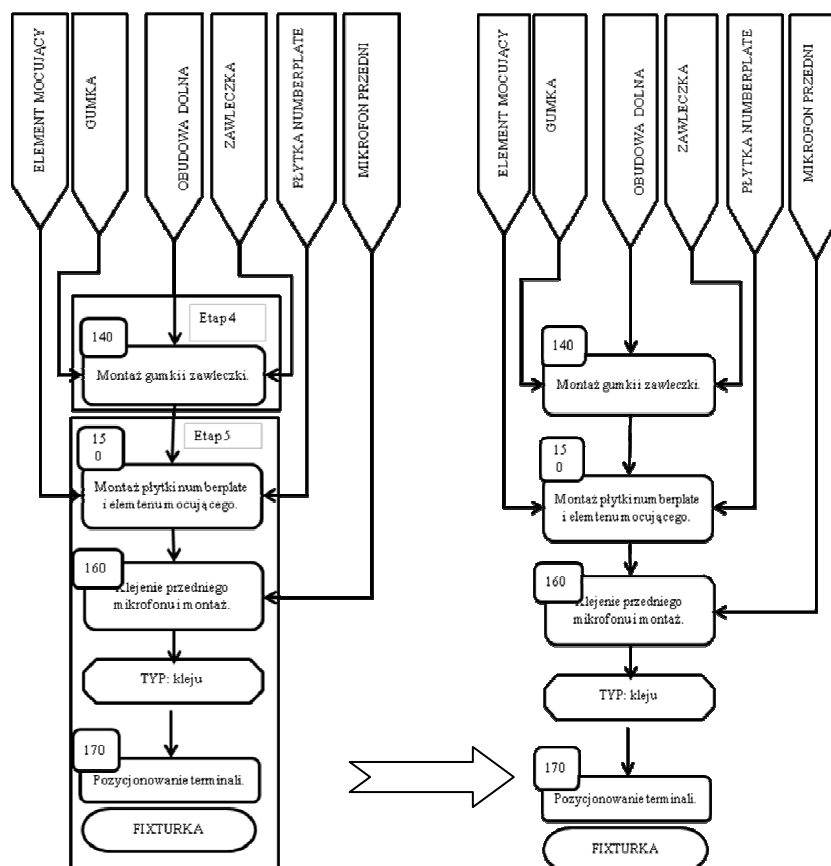 ELEMENT MOCUJĄCY
GUMKA
OBUDOWA DOLNA
ZAWLECZKA
PŁYTKA NUMBERPLATE
MIKROFON PRZEDNI
Etap 4
140
Montaż gumki i zawleczki.
Etap 5
15
0
Montaż płytki numberplate
i elemtenu mocującego.
160
Klejenie przedniego
mikrofonu i montaż.
TYP: kleju
170
Pozycjonowanie terminali.
FIXTURKA
ELEMENT MOCUJĄCY
GUMKA
OBUDOWA DOLNA
ZAWLECZKA
PŁYTKA NUMBERPLATE
MIKROFON PRZEDNI
140
Montaż gumki i zawleczki.
15
0
Montaż płytki numberplate
i elemtenu mocującego.
160
Klejenie przedniego
mikrofonu i montaż.
TYP: kleju
170
Pozycjonowanie terminali.
FIXTURKA